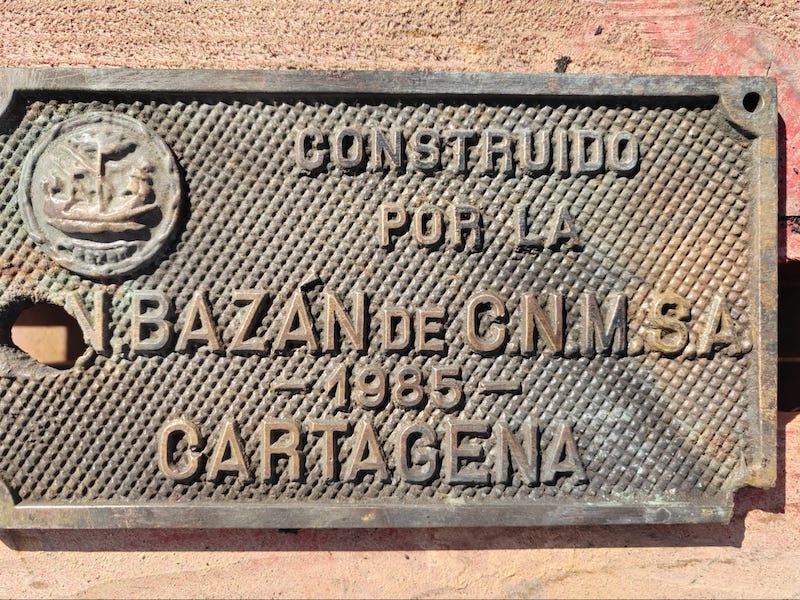 CONSTRUIDO
POR LA
N. BAZÁN DE C.N.M.S.A.
– 1985 –
CARTAGENA